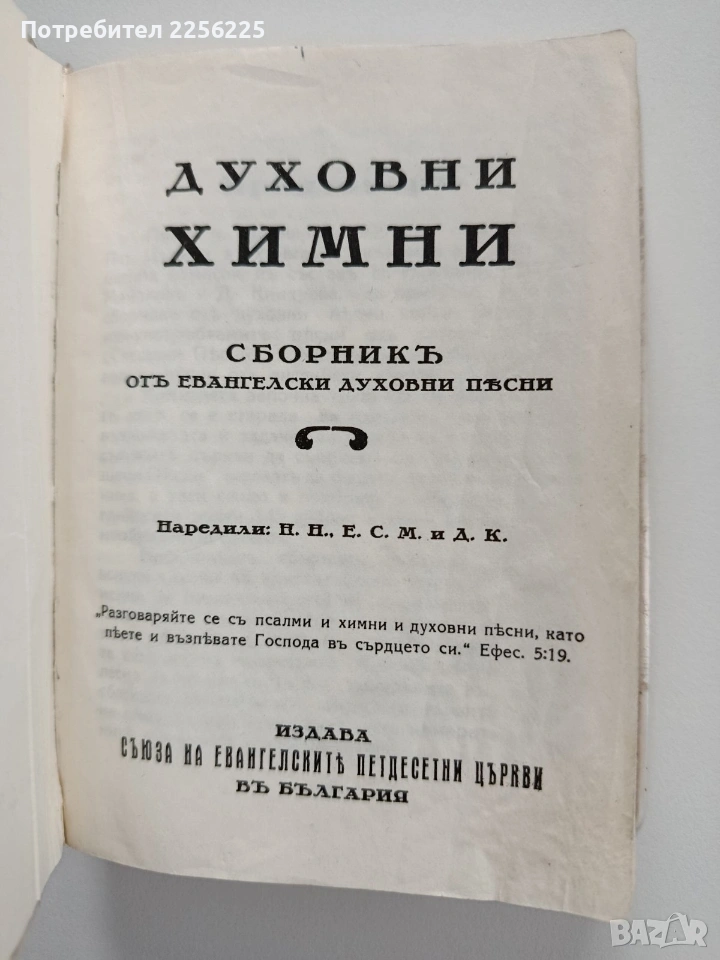 Потребител 2256225
ДУХОВНИ
ХИМНИ
СБОРНИКЪ
ОТЪ ЕВАНГЕЛСКИ ДУХОВНИ ПѢСНИ
Наредили: Н. Н., Е. С. М. и Д. К.
„Разговаряйте се съ псалми и химни и духовни пѣсни, като
пѣете и възпѣвате Господа въ сърдцето си.“ Ефес. 5:19.
ИЗДАВА
СЪЮЗА НА ЕВАНГЕЛСКИТѢ ПЕТДЕСЕТНИ ЦЪРКВИ
ВЪ БЪЛГАРИЯ
BAZAR